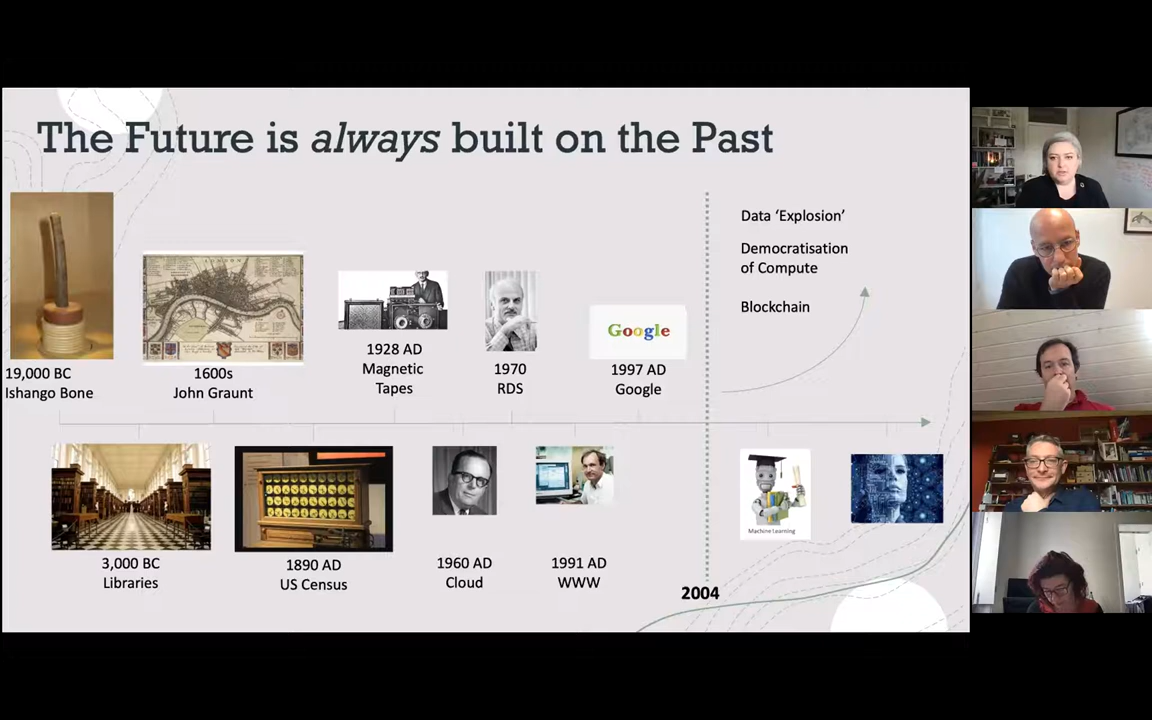 The Future is always built on the Past
19,000 BC
Ishango Bone
1600s
John Graunt
1928 AD
Magnetic
Tapes
1970
RDS
Google
1997 AD
Google
Data ‘Explosion’
Democratisation
of Compute
Blockchain
3,000 BC
Libraries
1890 AD
US Census
1960 AD
Cloud
1991 AD
WWW
2004
Machine Learning